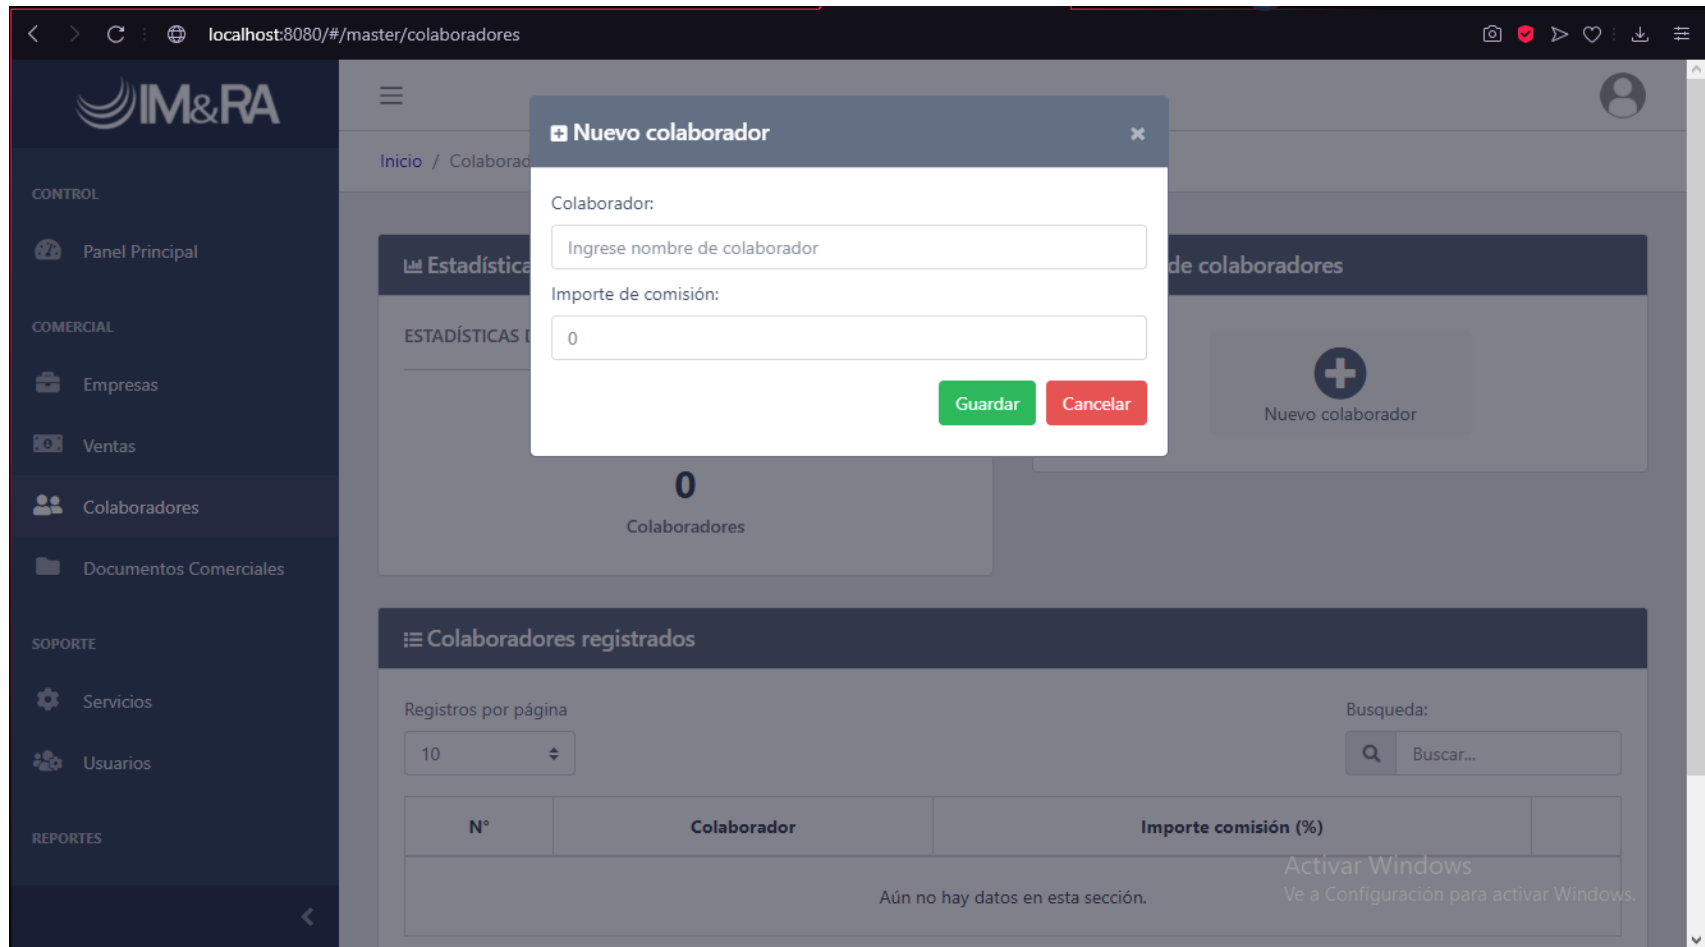 localhost:8080/#/master/colaboradores
IM&RA
CONTROL
Panel Principal
COMERCIAL
Empresas
Ventas
Colaboradores
Documentos Comerciales
SOPORTE
Servicios
Usuarios
REPORTES
Inicio / Colaborad
Nuevo colaborador ×
Colaborador:
Ingrese nombre de colaborador
Importe de comisión:
0
Guardar Cancelar
Estadística
ESTADÍSTICAS
0
Colaboradores
de colaboradores
Nuevo colaborador
Colaboradores registrados
Registros por página
10
Busqueda:
Buscar...
N° Colaborador Importe comisión (%)
Aún no hay datos en esta sección.
Activar Windows
Ve a Configuración para activar Windows.